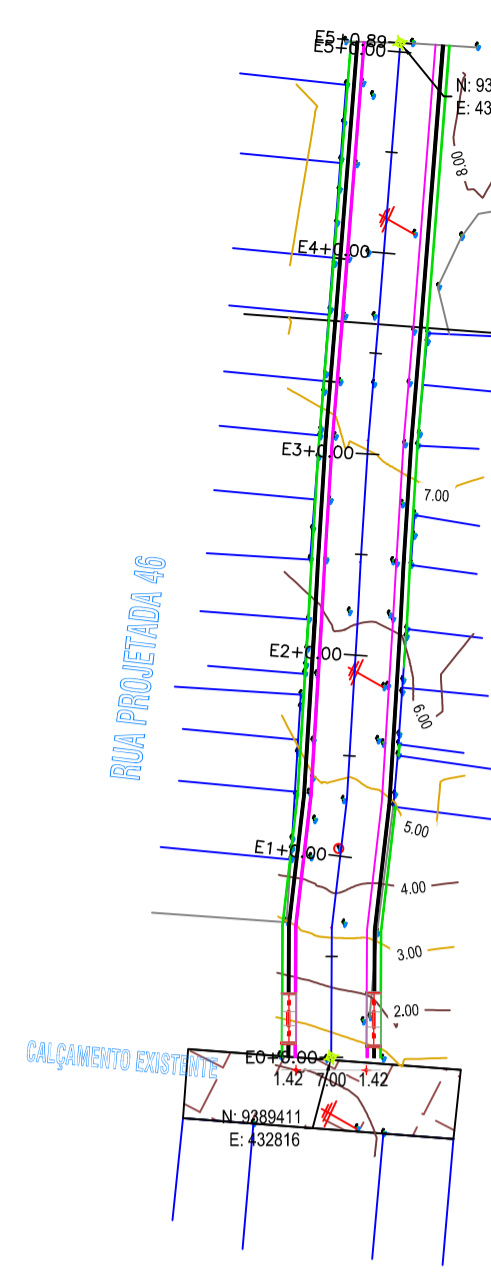 E5+0.89
E5+0.00
N: 93
E: 43
8.00
E4+0.00
E3+0.00
7.00
RUA PROJETADA 46
E2+0.00
6.00
5.00
E1+0.00
4.00
3.00
2.00
CALÇAMENTO EXISTENTE
E0+0.00
1.42 7.00 1.42
N: 9389411
E: 432816